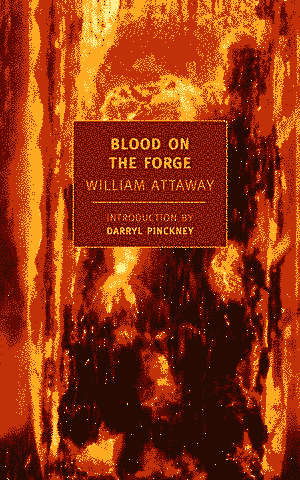 BLOOD ON
THE FORGE
WILLIAM ATTAWAY
INTRODUCTION BY
DARRYL PINCKNEY